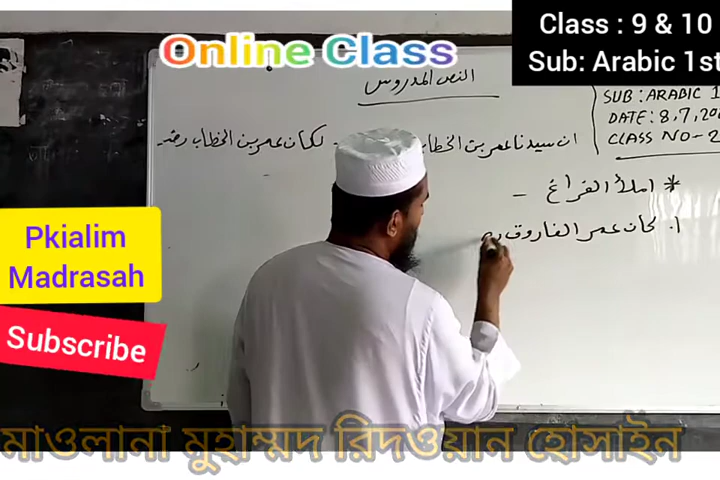 Class : 9 & 10
Sub: Arabic 1st
Online Class
النص المدروس
SUB: ARABIC 1
DATE: 8,7,20
CLASS NO-2
ان سيدنا عمر بن الخطاب
لكان عمر بن الخطاب رضـ
* املأ الفراغ –
١. كان عمر الفاروق
Pkialim
Madrasah
Subscribe
মাওলানা মুহাম্মদ রিদওয়ান হোসাইন